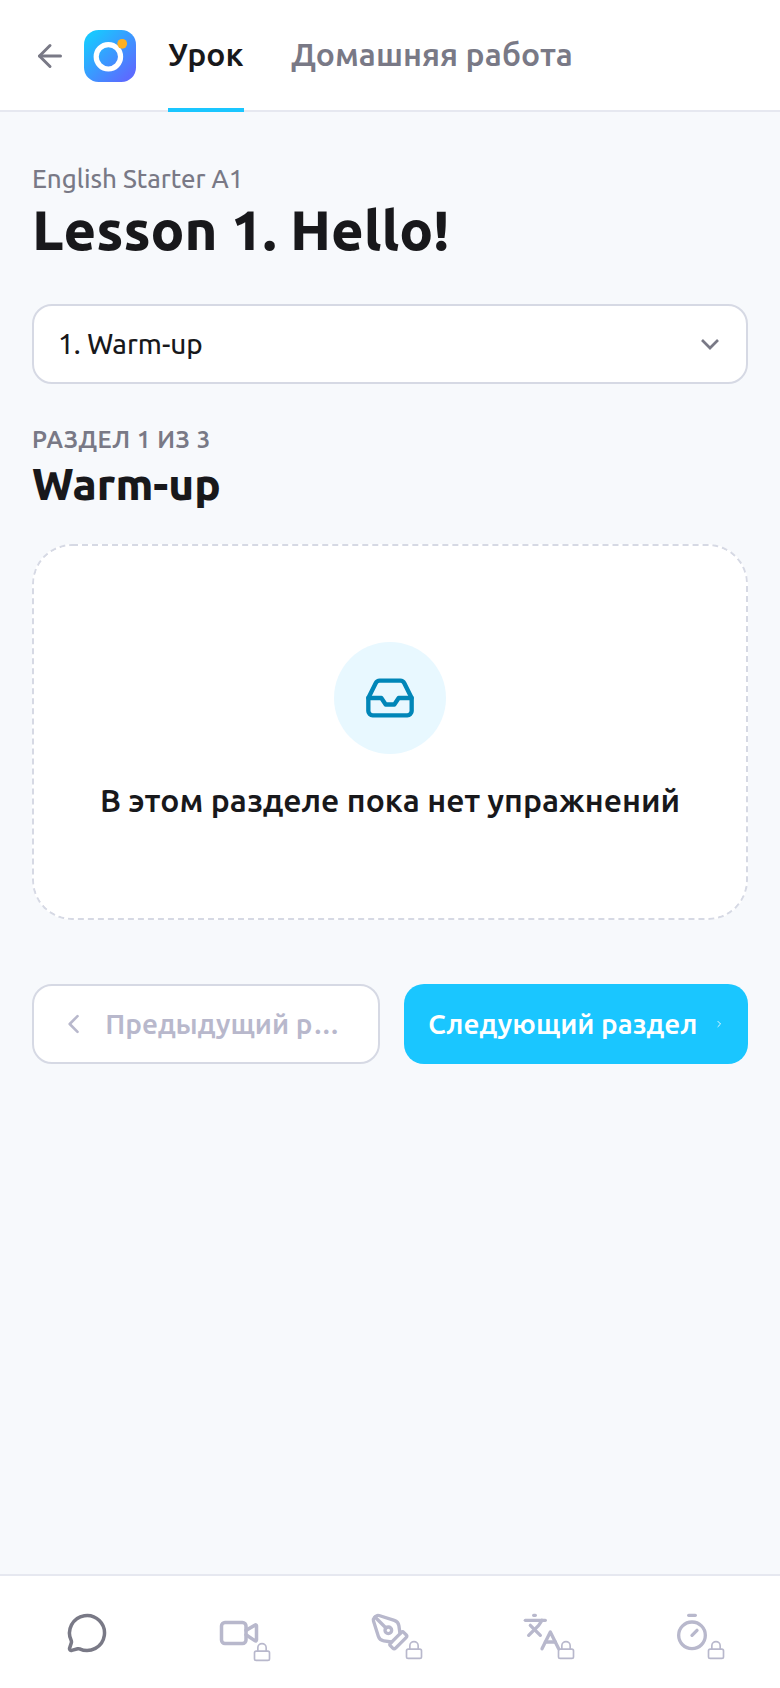 Урок
Домашняя работа
English Starter A1
Lesson 1. Hello!
1. Warm-up
РАЗДЕЛ 1 ИЗ 3
Warm-up
В этом разделе пока нет упражнений
Предыдущий р...
Следующий раздел